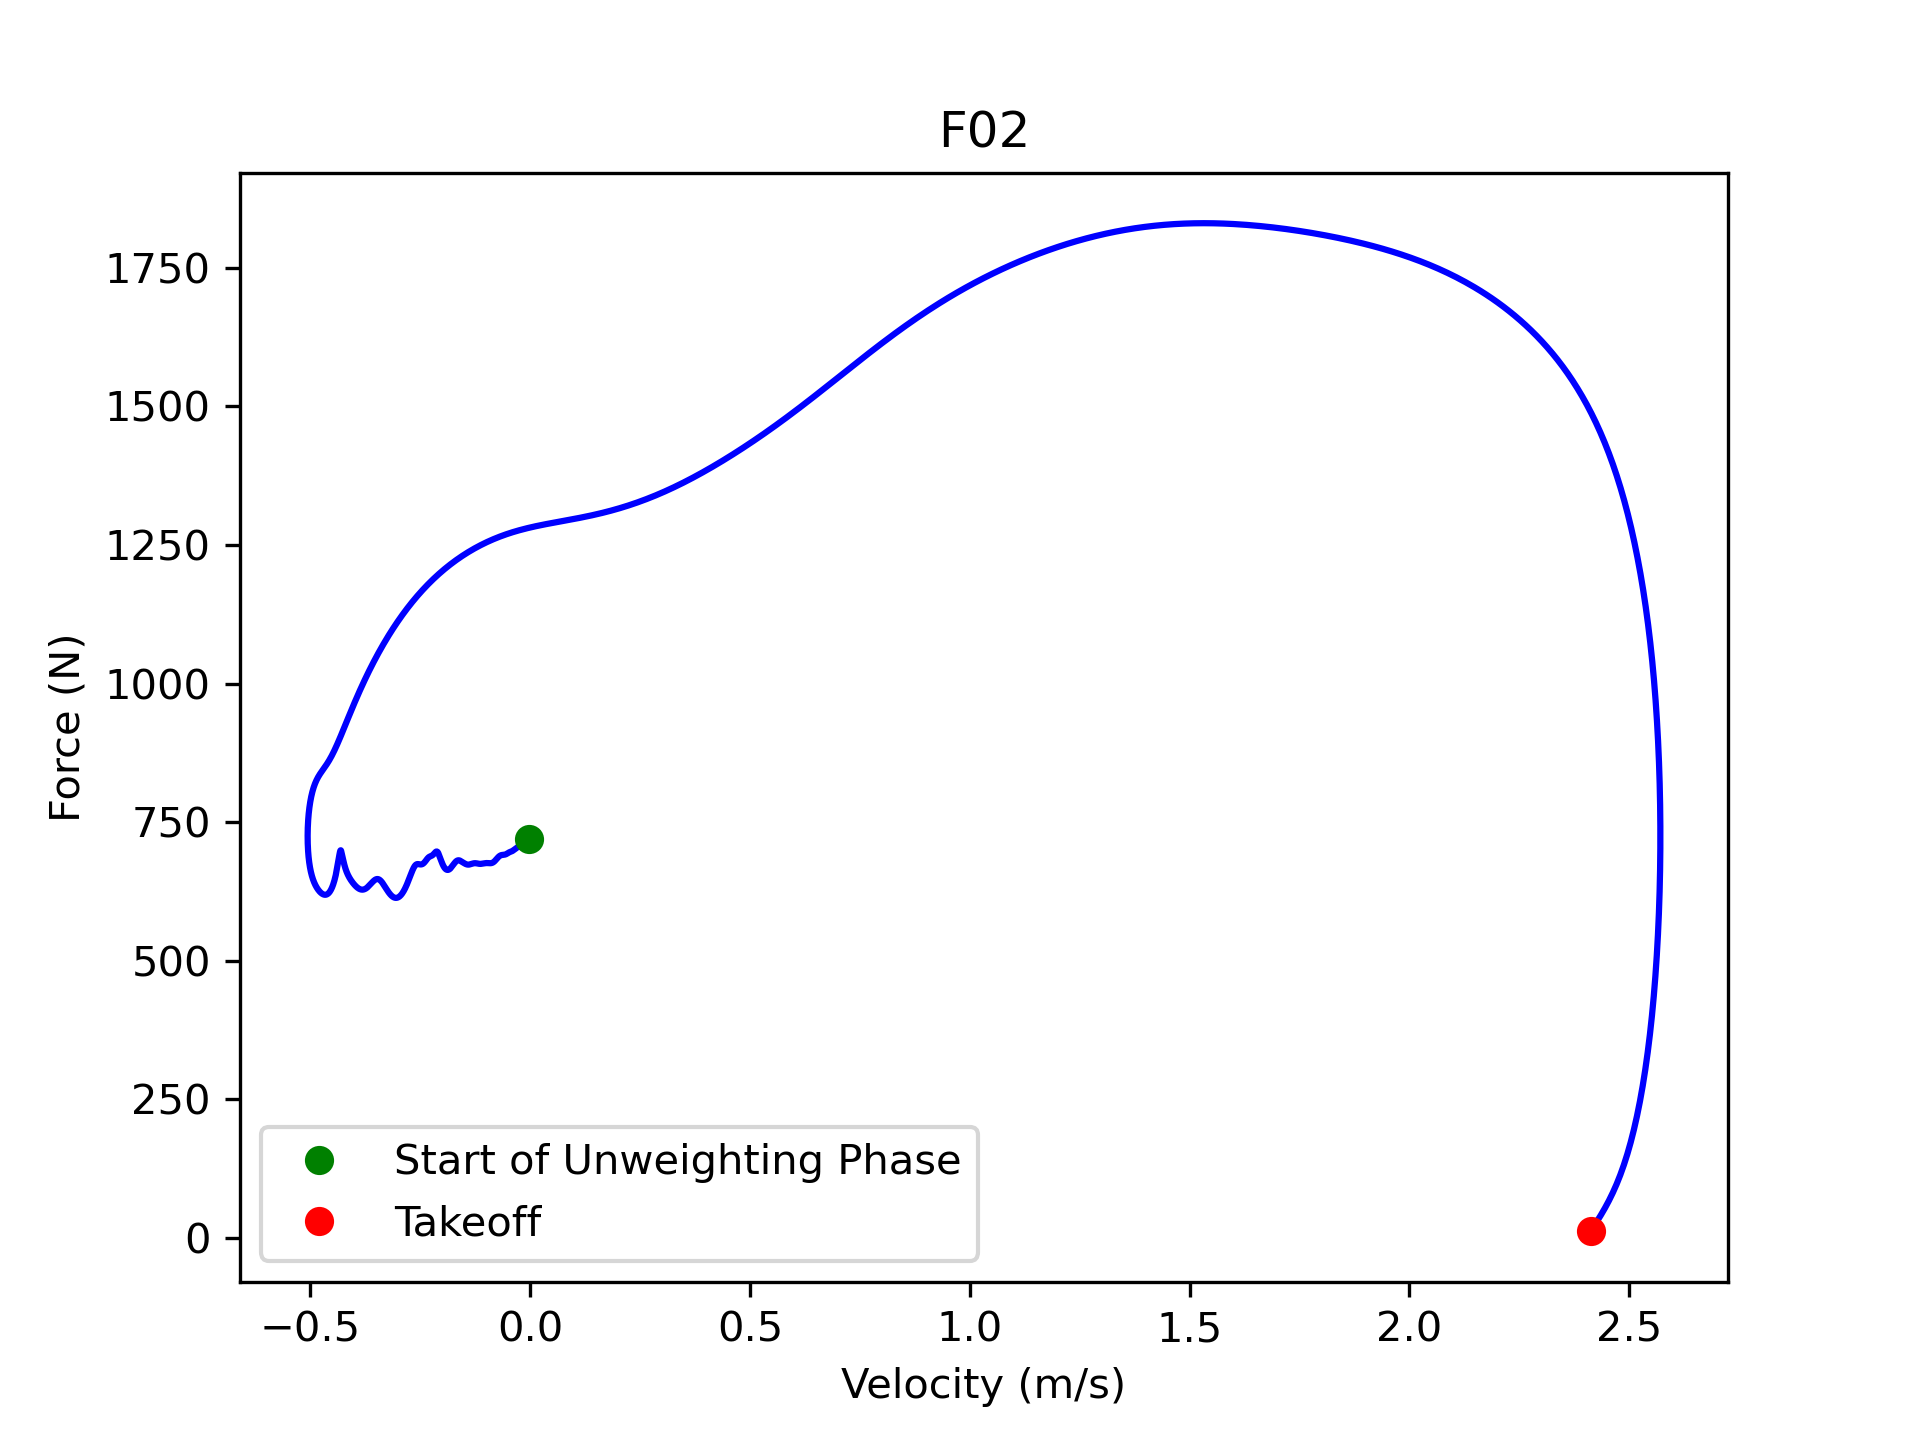 F02
Force (N)
1750
1500
1250
1000
750
500
250
0
Start of Unweighting Phase
Takeoff
−0.5 0.0 0.5 1.0 1.5 2.0 2.5
Velocity (m/s)